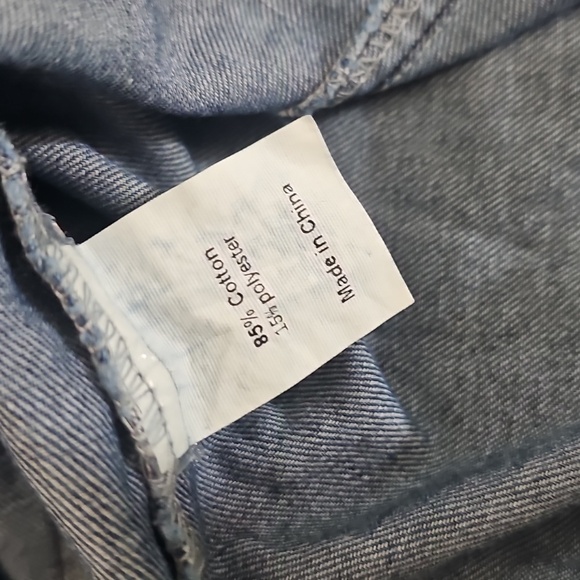 85% Cotton
15% polyester
Made in China